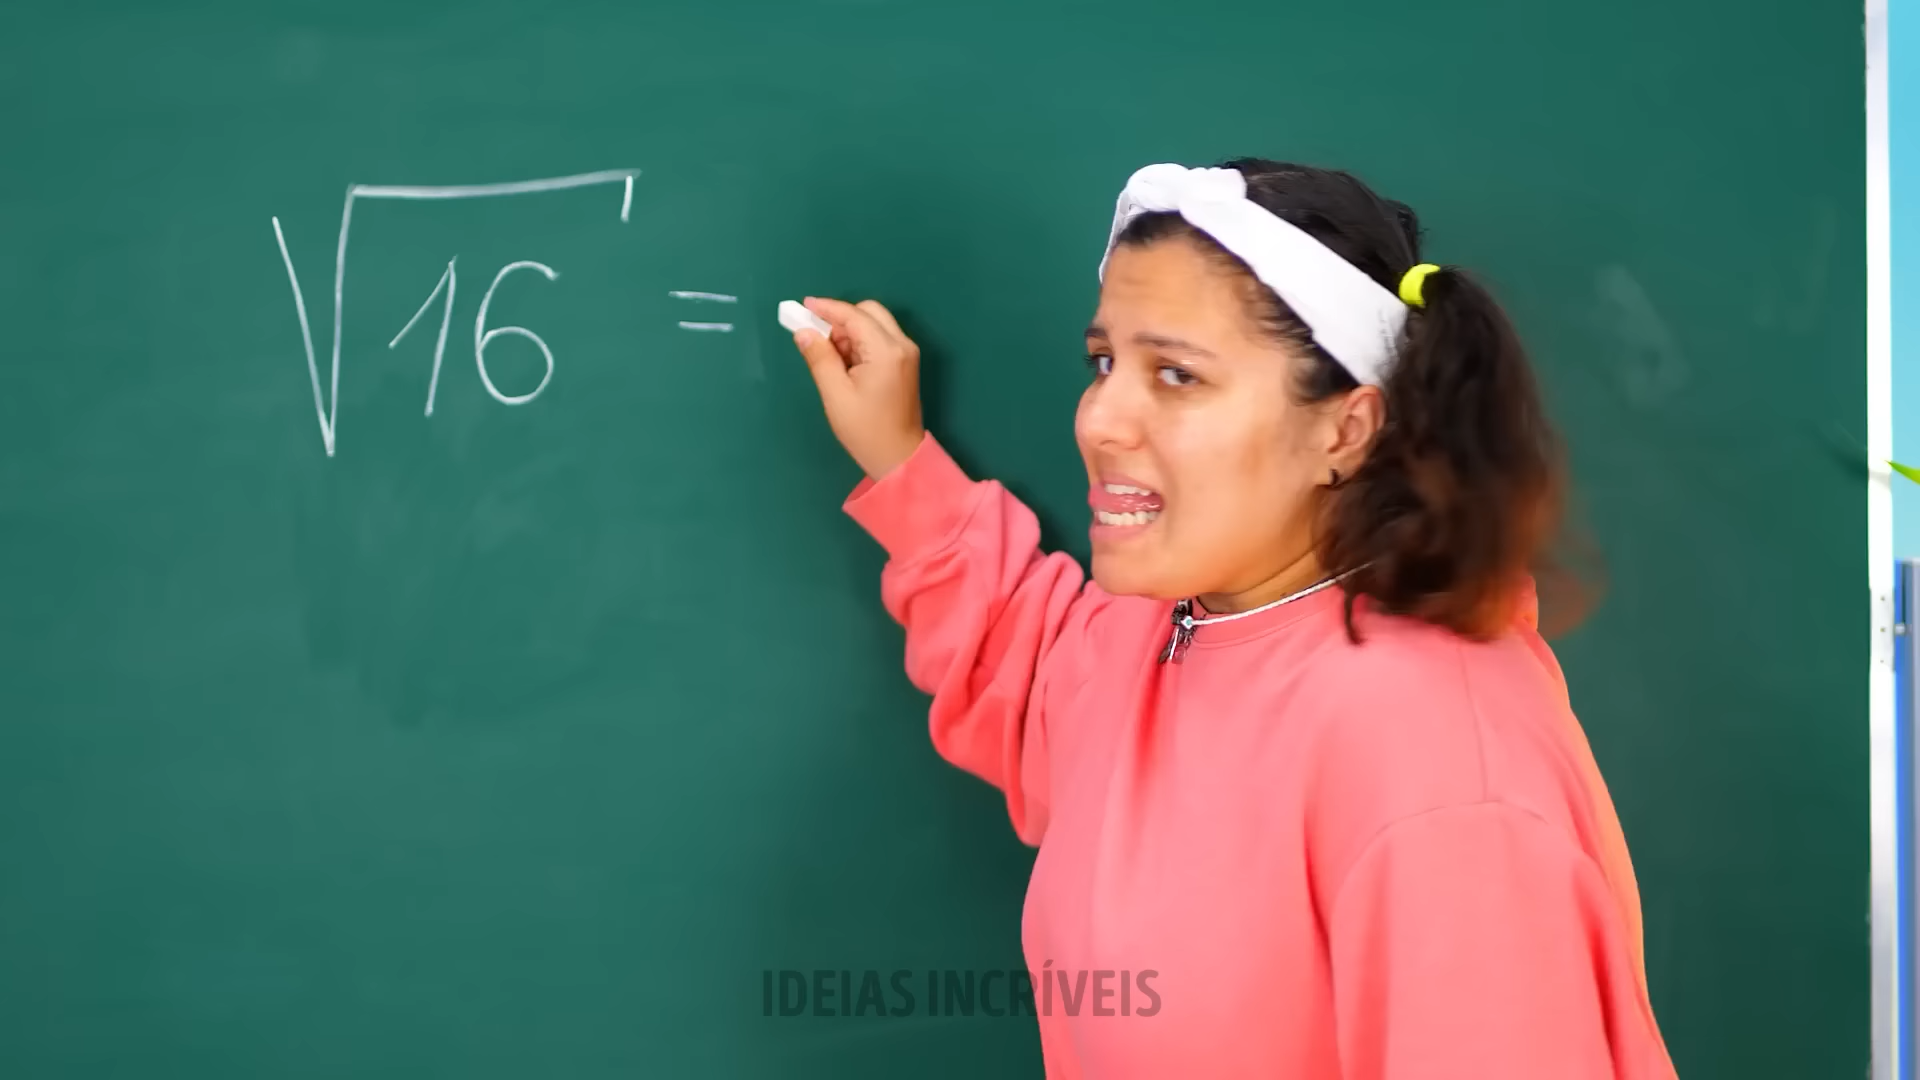 √16 =
IDEIAS INCRÍVEIS